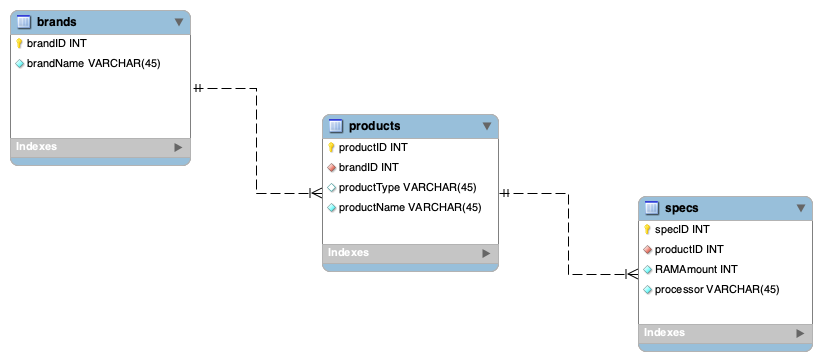 brands
brandID INT
brandName VARCHAR(45)
Indexes
products
productID INT
brandID INT
productType VARCHAR(45)
productName VARCHAR(45)
Indexes
specs
specID INT
productID INT
RAMAmount INT
processor VARCHAR(45)
Indexes